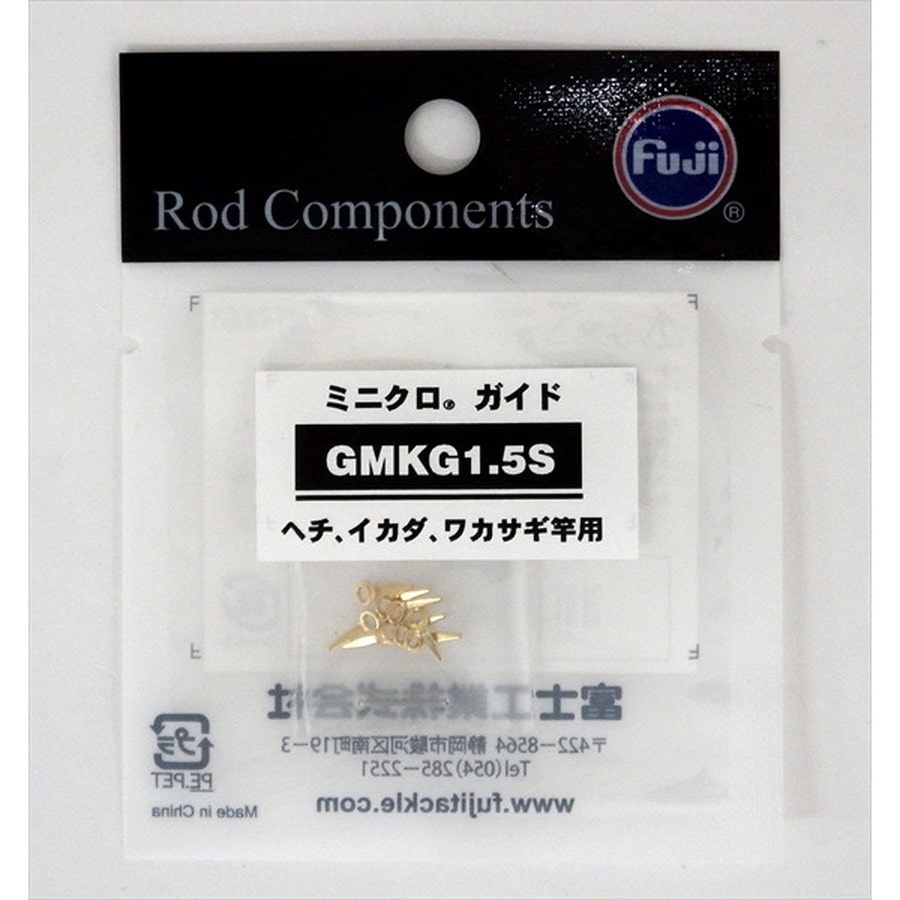 Fuji
®
Rod Components
ミニクロ® ガイド
GMKG1.5S
ヘチ、イカダ、ワカサギ竿用
富士工業株式会社
〒422-8564 静岡市駿河区南町19-3
Tel(054)285-2251
www.fujitackle.com
プラ
PE.PET
Made in China